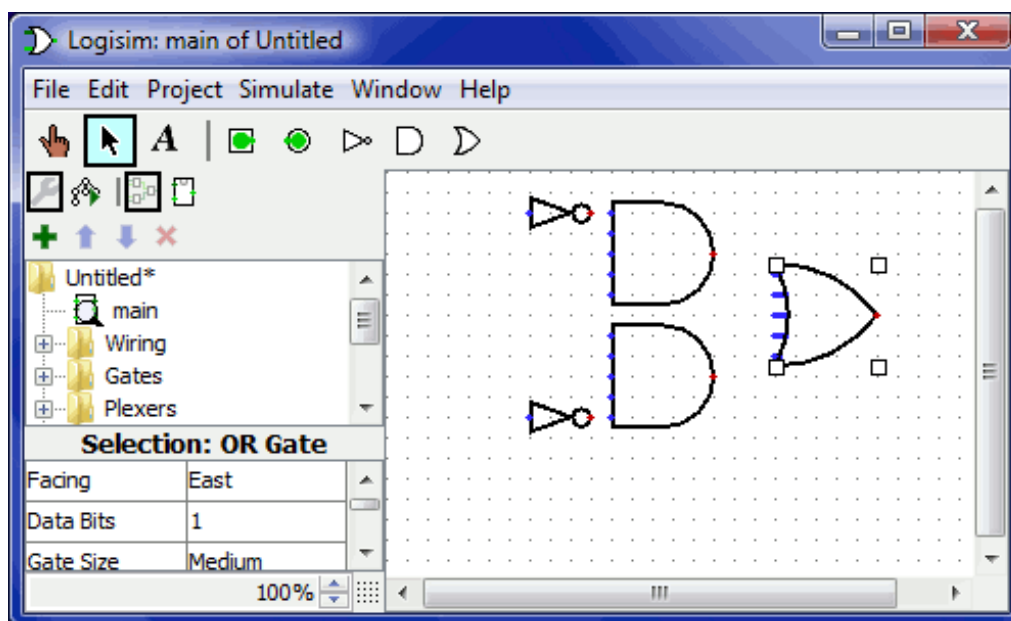 Logisim: main of Untitled
File Edit Project Simulate Window Help
A
Untitled*
main
Wiring
Gates
Plexers
Selection: OR Gate
Facing East
Data Bits 1
Gate Size Medium
100%